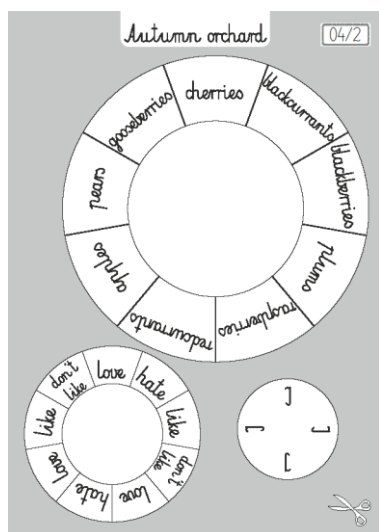 Autumn orchard
04/2
cherries
blackcurrants
blackberries
plums
raspberries
redcurrants
apples
pears
gooseberries
love
hate
like
don't
like
love
hate
love
like
don't
like
I
I
I
I